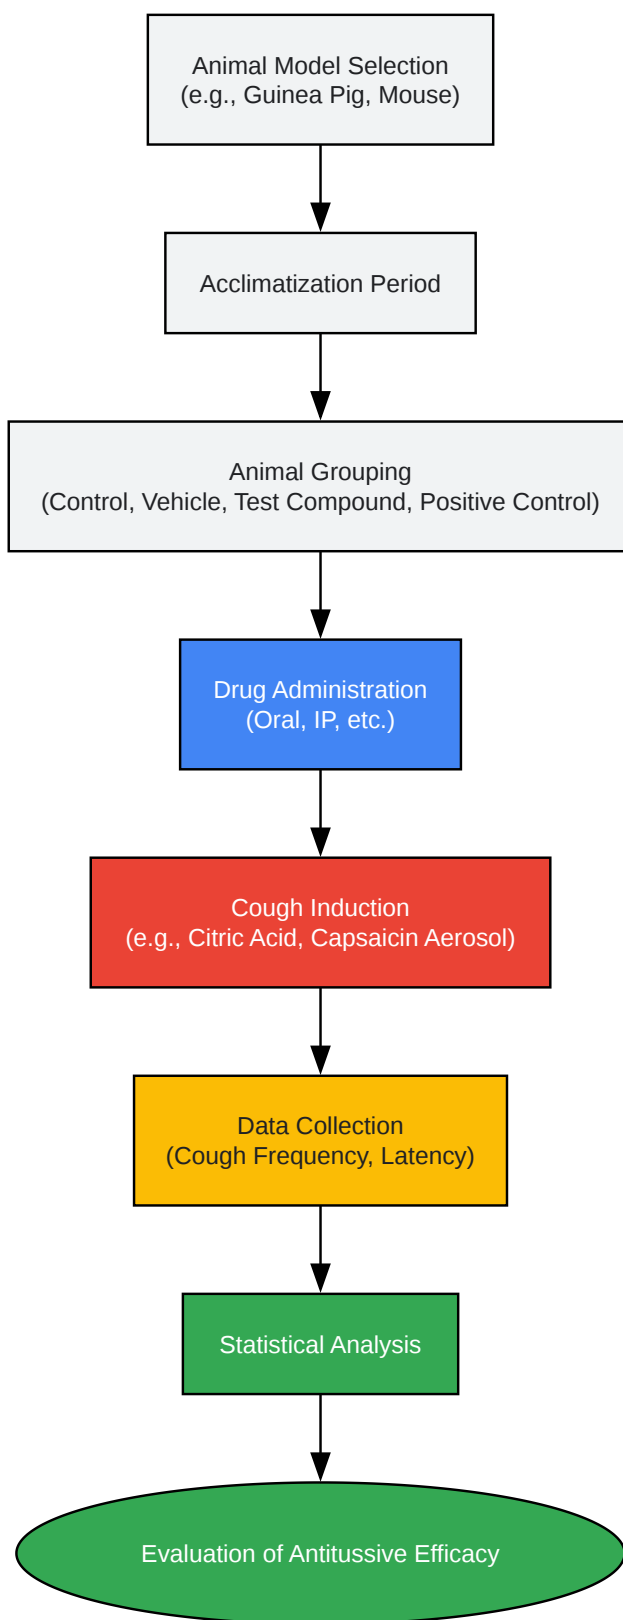 Animal Model Selection
(e.g., Guinea Pig, Mouse)
Acclimatization Period
Animal Grouping
(Control, Vehicle, Test Compound, Positive Control)
Drug Administration
(Oral, IP, etc.)
Cough Induction
(e.g., Citric Acid, Capsaicin Aerosol)
Data Collection
(Cough Frequency, Latency)
Statistical Analysis
Evaluation of Antitussive Efficacy